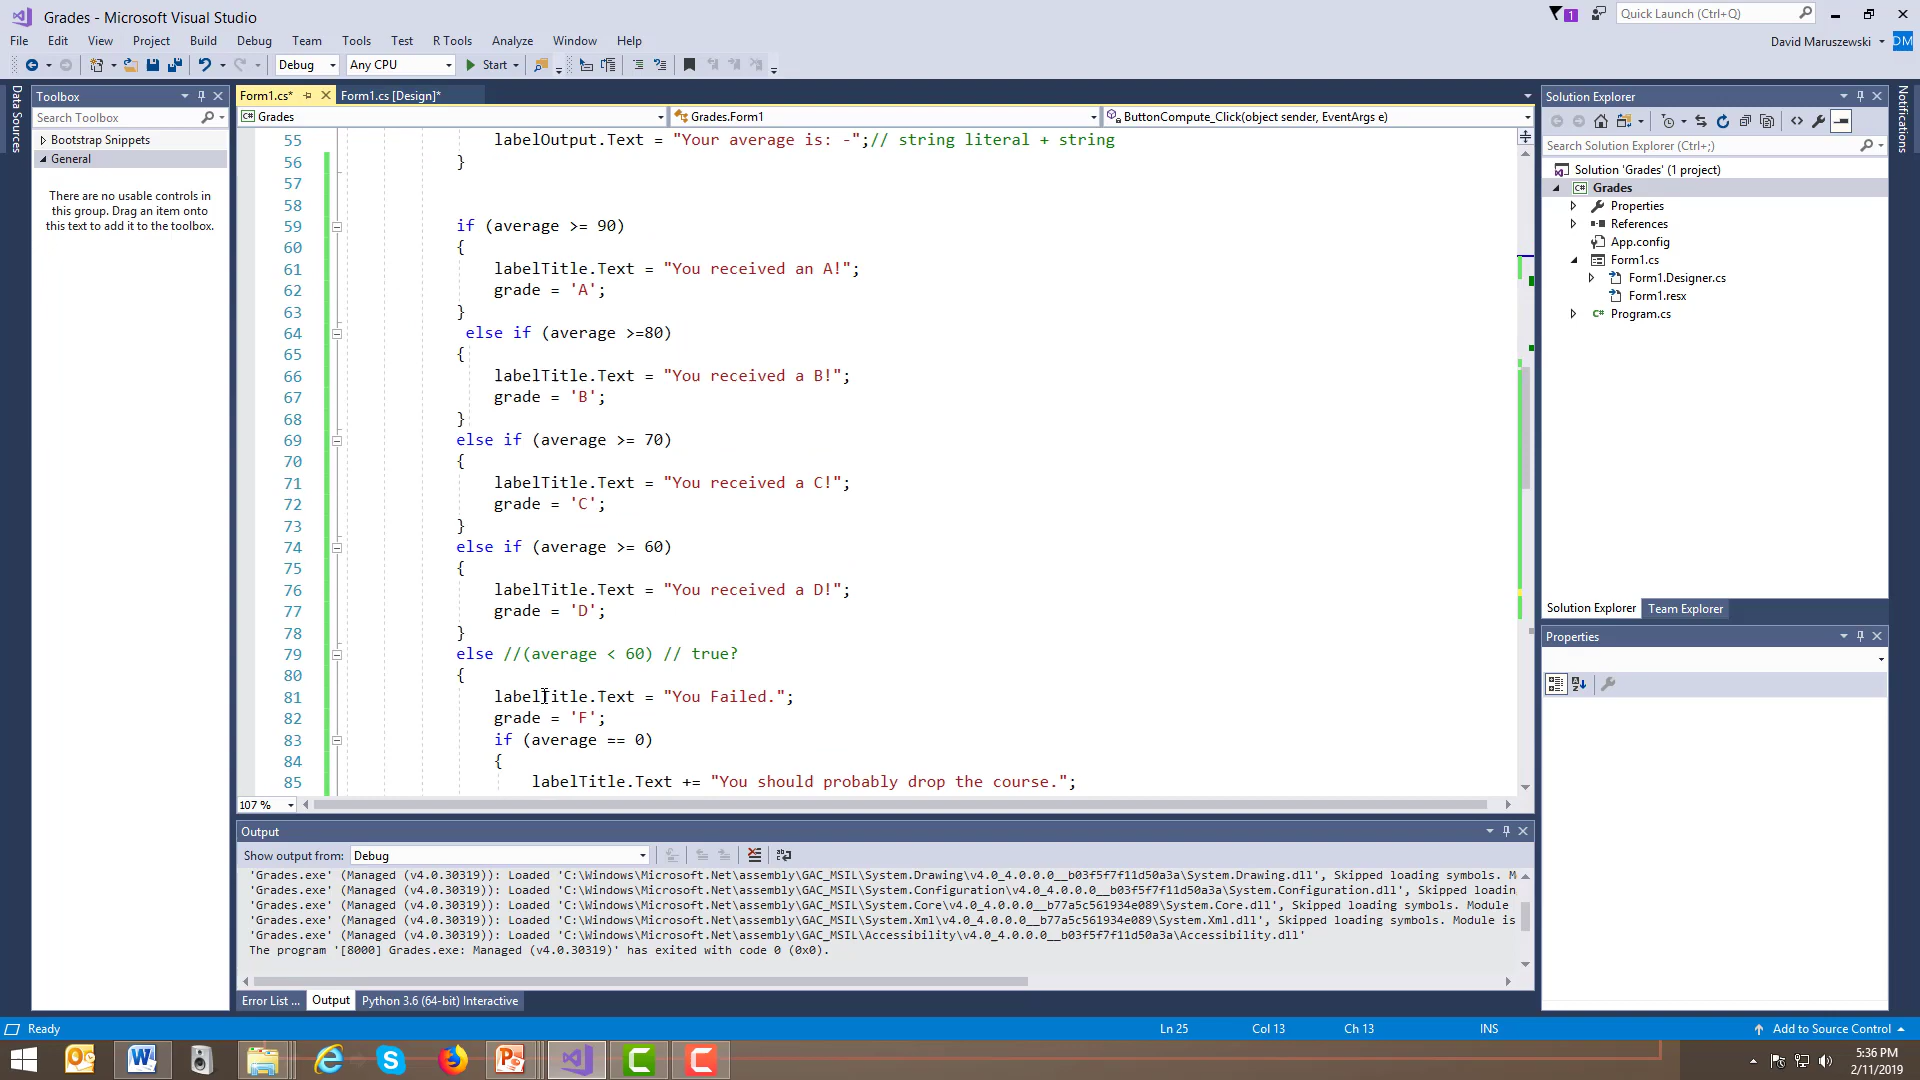 Grades - Microsoft Visual Studio
1
Quick Launch (Ctrl+Q)
File Edit View Project Build Debug Team Tools Test R Tools Analyze Window Help
David Maruszewski DM
Debug Any CPU Start
Data Sources
Toolbox
Search Toolbox
Bootstrap Snippets
General
There are no usable controls in
this group. Drag an item onto
this text to add it to the toolbox.
Form1.cs* Form1.cs [Design]*
Grades Grades.Form1 ButtonCompute_Click(object sender, EventArgs e)
55 labelOutput.Text = "Your average is: -";// string literal + string
56 }
57
58
59 if (average >= 90)
60 {
61 labelTitle.Text = "You received an A!";
62 grade = 'A';
63 }
64 else if (average >=80)
65 {
66 labelTitle.Text = "You received a B!";
67 grade = 'B';
68 }
69 else if (average >= 70)
70 {
71 labelTitle.Text = "You received a C!";
72 grade = 'C';
73 }
74 else if (average >= 60)
75 {
76 labelTitle.Text = "You received a D!";
77 grade = 'D';
78 }
79 else //(average < 60) // true?
80 {
81 labelTitle.Text = "You Failed.";
82 grade = 'F';
83 if (average == 0)
84 {
85 labelTitle.Text += "You should probably drop the course.";
107 %
Output
Show output from: Debug
'Grades.exe' (Managed (v4.0.30319)): Loaded 'C:\Windows\Microsoft.Net\assembly\GAC_MSIL\System.Drawing\v4.0_4.0.0.0__b03f5f7f11d50a3a\System.Drawing.dll', Skipped loading symbols. M
'Grades.exe' (Managed (v4.0.30319)): Loaded 'C:\Windows\Microsoft.Net\assembly\GAC_MSIL\System.Configuration\v4.0_4.0.0.0__b03f5f7f11d50a3a\System.Configuration.dll', Skipped loadin
'Grades.exe' (Managed (v4.0.30319)): Loaded 'C:\Windows\Microsoft.Net\assembly\GAC_MSIL\System.Core\v4.0_4.0.0.0__b77a5c561934e089\System.Core.dll', Skipped loading symbols. Module
'Grades.exe' (Managed (v4.0.30319)): Loaded 'C:\Windows\Microsoft.Net\assembly\GAC_MSIL\System.Xml\v4.0_4.0.0.0__b77a5c561934e089\System.Xml.dll', Skipped loading symbols. Module is
'Grades.exe' (Managed (v4.0.30319)): Loaded 'C:\Windows\Microsoft.Net\assembly\GAC_MSIL\Accessibility\v4.0_4.0.0.0__b03f5f7f11d50a3a\Accessibility.dll'
The program '[8000] Grades.exe: Managed (v4.0.30319)' has exited with code 0 (0x0).
Error List ... Output Python 3.6 (64-bit) Interactive
Solution Explorer
Search Solution Explorer (Ctrl+;)
Solution 'Grades' (1 project)
C# Grades
Properties
References
App.config
Form1.cs
Form1.Designer.cs
Form1.resx
C# Program.cs
Solution Explorer Team Explorer
Properties
Notifications
Ready Ln 25 Col 13 Ch 13 INS Add to Source Control
5:36 PM
2/11/2019